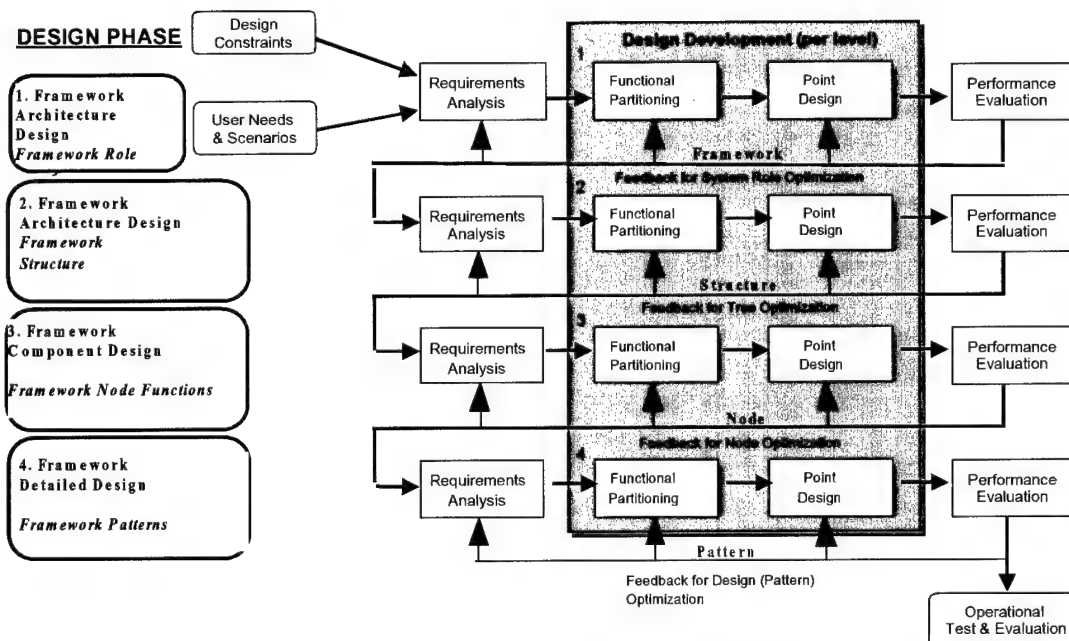 DESIGN PHASE
Design
Constraints
User Needs
& Scenarios
1. Framework
Architecture
Design
Framework Role
2. Framework
Architecture Design
Framework
Structure
3. Framework
Component Design
Framework Node Functions
4. Framework
Detailed Design
Framework Patterns
Design Development (per level)
Requirements
Analysis
1
Functional
Partitioning
Point
Design
Performance
Evaluation
Framework
Feedback for System Role Optimization
Requirements
Analysis
2
Functional
Partitioning
Point
Design
Performance
Evaluation
Structure
Feedback for Tree Optimization
Requirements
Analysis
3
Functional
Partitioning
Point
Design
Performance
Evaluation
Node
Feedback for Node Optimization
Requirements
Analysis
4
Functional
Partitioning
Point
Design
Performance
Evaluation
Pattern
Feedback for Design (Pattern)
Optimization
Operational
Test & Evaluation